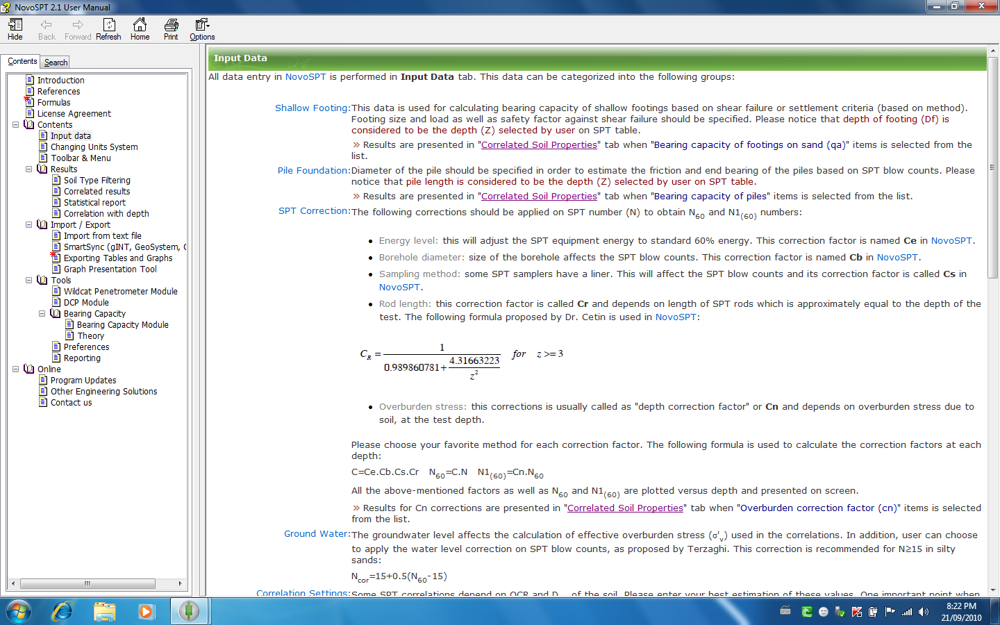 NovoSPT 2.1 User Manual
Hide Back Forward Refresh Home Print Options
Contents Search
Introduction
References
Formulas
License Agreement
Contents
Input data
Changing Units System
Toolbar & Menu
Results
Soil Type Filtering
Correlated results
Statistical report
Correlation with depth
Import / Export
Import from text file
SmartSync (gINT, GeoSystem,
Exporting Tables and Graphs
Graph Presentation Tool
Tools
Wildcat Penetrometer Module
DCP Module
Bearing Capacity
Bearing Capacity Module
Theory
Preferences
Reporting
Online
Program Updates
Other Engineering Solutions
Contact us
Input Data
All data entry in NovoSPT is performed in Input Data tab. This data can be categorized into the following groups:
Shallow Footing: This data is used for calculating bearing capacity of shallow footings based on shear failure or settlement criteria (based on method).
Footing size and load as well as safety factor against shear failure should be specified. Please notice that depth of footing (Df) is
considered to be the depth (Z) selected by user on SPT table.
» Results are presented in "Correlated Soil Properties" tab when "Bearing capacity of footings on sand (qa)" items is selected from the
list.
Pile Foundation: Diameter of the pile should be specified in order to estimate the friction and end bearing of the piles based on SPT blow counts. Please
notice that pile length is considered to be the depth (Z) selected by user on SPT table.
» Results are presented in "Correlated Soil Properties" tab when "Bearing capacity of piles" items is selected from the list.
SPT Correction: The following corrections should be applied on SPT number (N) to obtain N60 and N1(60) numbers:
• Energy level: this will adjust the SPT equipment energy to standard 60% energy. This correction factor is named Ce in NovoSPT.
• Borehole diameter: size of the borehole affects the SPT blow counts. This correction factor is named Cb in NovoSPT.
• Sampling method: some SPT samplers have a liner. This will affect the SPT blow counts and its correction factor is called Cs in
NovoSPT.
• Rod length: this correction factor is called Cr and depends on length of SPT rods which is approximately equal to the depth of the
test. The following formula proposed by Dr. Cetin is used in NovoSPT:
C_R = 1 / (0.989860781 + 4.31663223 / z²) for z >= 3
• Overburden stress: this corrections is usually called as "depth correction factor" or Cn and depends on overburden stress due to
soil, at the test depth.
Please choose your favorite method for each correction factor. The following formula is used to calculate the correction factors at each
depth:
C=Ce.Cb.Cs.Cr N60=C.N N1(60)=Cn.N60
All the above-mentioned factors as well as N60 and N1(60) are plotted versus depth and presented on screen.
» Results for Cn corrections are presented in "Correlated Soil Properties" tab when "Overburden correction factor (cn)" items is selected
from the list.
Ground Water: The groundwater level affects the calculation of effective overburden stress (σ'v) used in the correlations. In addition, user can choose
to apply the water level correction on SPT blow counts, as proposed by Terzaghi. This correction is recommended for N≥15 in silty
sands:
Ncor=15+0.5(N60-15)
Correlation Settings: Some SPT correlations depend on OCR and D of the soil. Please enter your best estimation of these values. One important point when
8:22 PM
21/09/2010